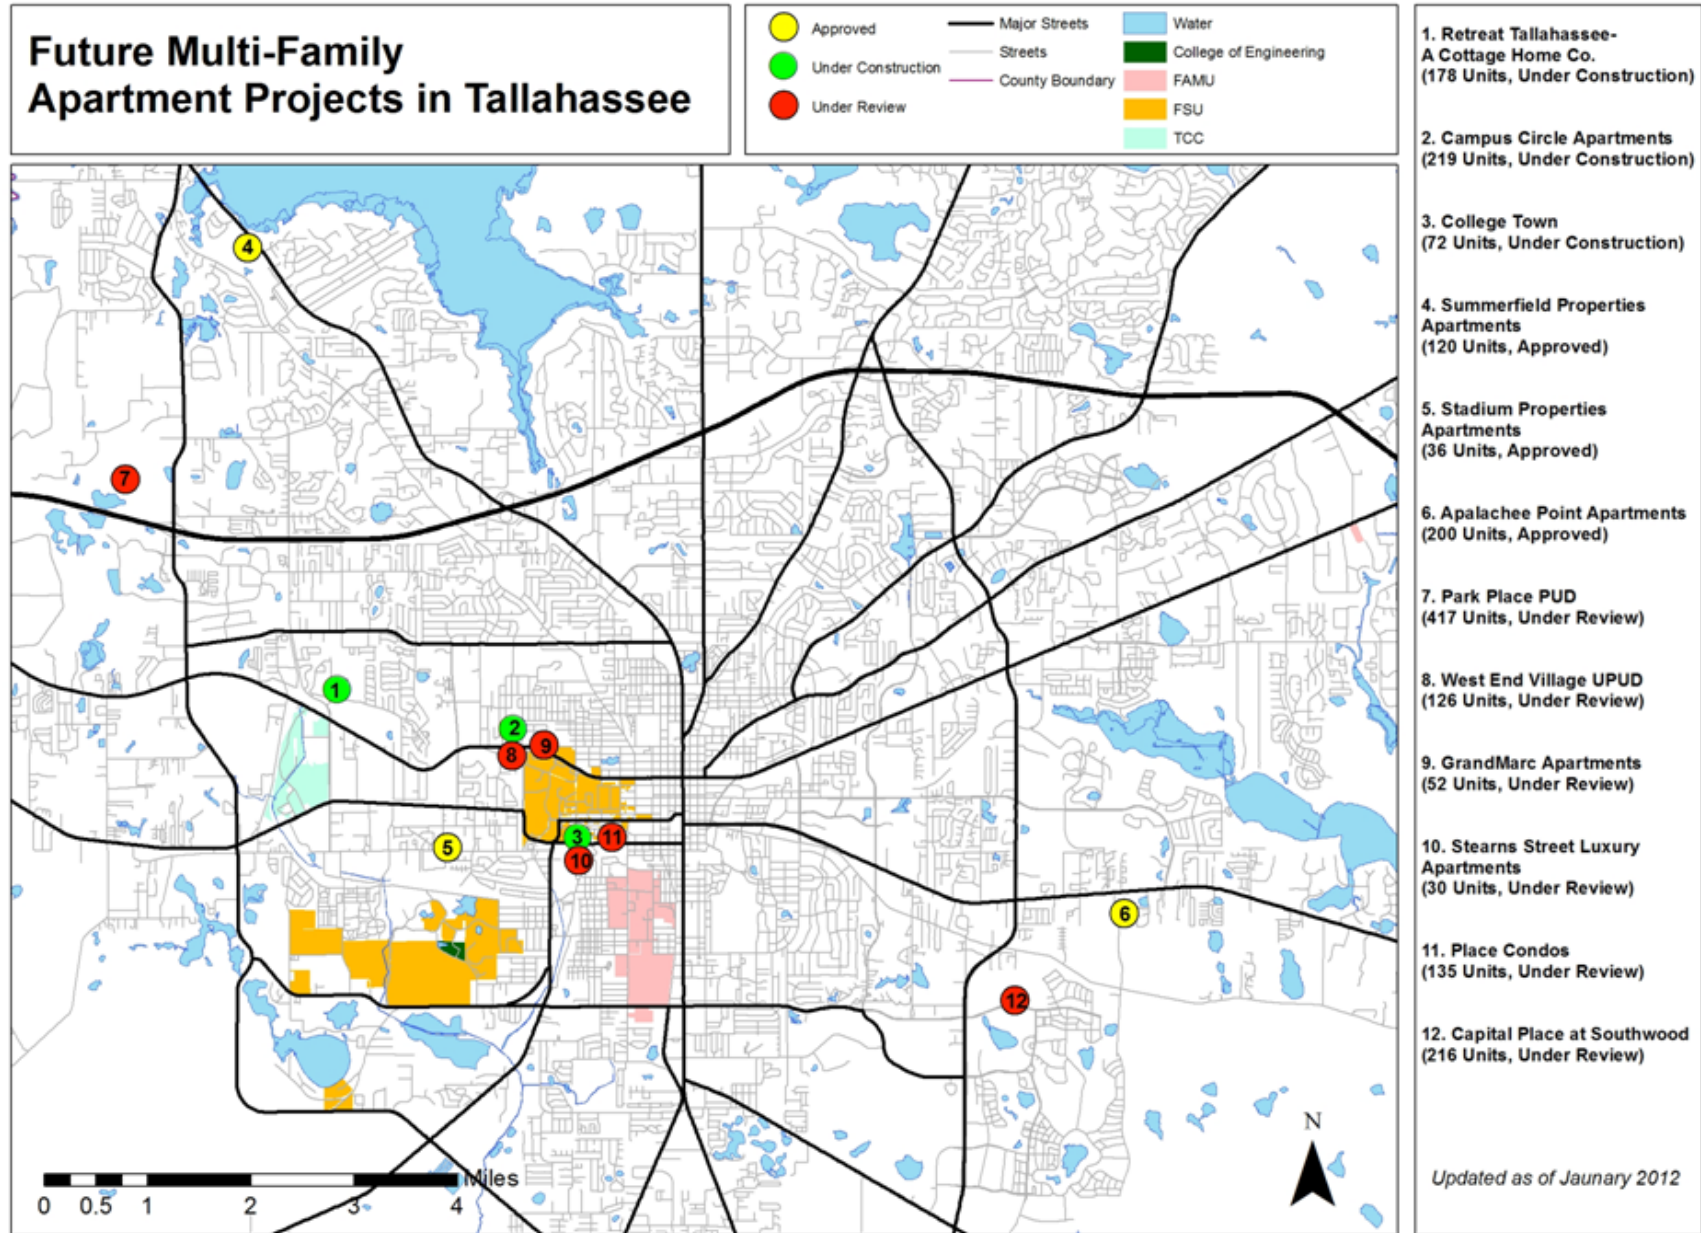 Future Multi-Family
Apartment Projects in Tallahassee
Approved
Under Construction
Under Review
Major Streets
Streets
County Boundary
Water
College of Engineering
FAMU
FSU
TCC
1. Retreat Tallahassee-
A Cottage Home Co.
(178 Units, Under Construction)
2. Campus Circle Apartments
(219 Units, Under Construction)
3. College Town
(72 Units, Under Construction)
4. Summerfield Properties
Apartments
(120 Units, Approved)
5. Stadium Properties
Apartments
(36 Units, Approved)
6. Apalachee Point Apartments
(200 Units, Approved)
7. Park Place PUD
(417 Units, Under Review)
8. West End Village UPUD
(126 Units, Under Review)
9. GrandMarc Apartments
(52 Units, Under Review)
10. Stearns Street Luxury
Apartments
(30 Units, Under Review)
11. Place Condos
(135 Units, Under Review)
12. Capital Place at Southwood
(216 Units, Under Review)
Updated as of Jaunary 2012
4
7
1
2
8
9
3
11
10
5
6
12
N
Miles
0 0.5 1 2 3 4